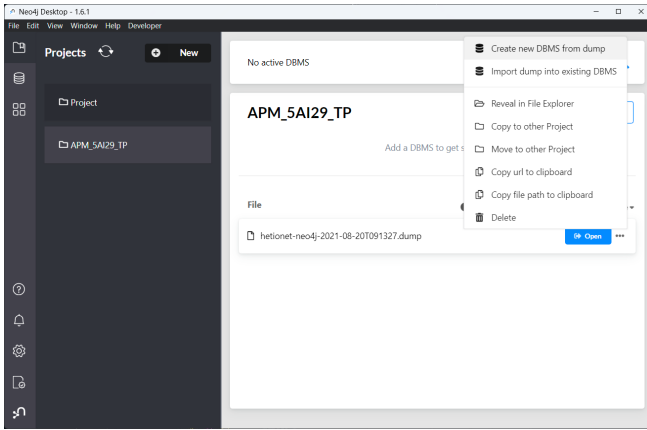 Neo4j Desktop - 1.6.1
File Edit View Window Help Developer
Projects
New
Project
APM_5AI29_TP
No active DBMS
APM_5AI29_TP
Add a DBMS to get s
File
hetionet-neo4j-2021-08-20T091327.dump
Open
Create new DBMS from dump
Import dump into existing DBMS
Reveal in File Explorer
Copy to other Project
Move to other Project
Copy url to clipboard
Copy file path to clipboard
Delete